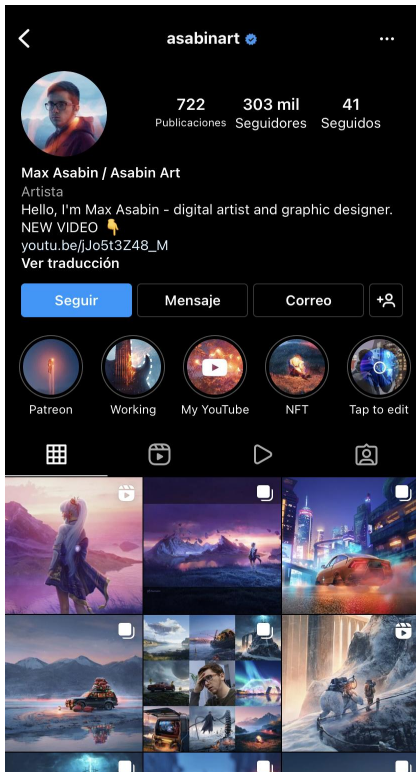 asabinart
722 303 mil 41
Publicaciones Seguidores Seguidos
Max Asabin / Asabin Art
Artista
Hello, I'm Max Asabin - digital artist and graphic designer.
NEW VIDEO 👇
youtu.be/jJo5t3Z48_M
Ver traducción
Seguir Mensaje Correo
Patreon Working My YouTube NFT Tap to edit